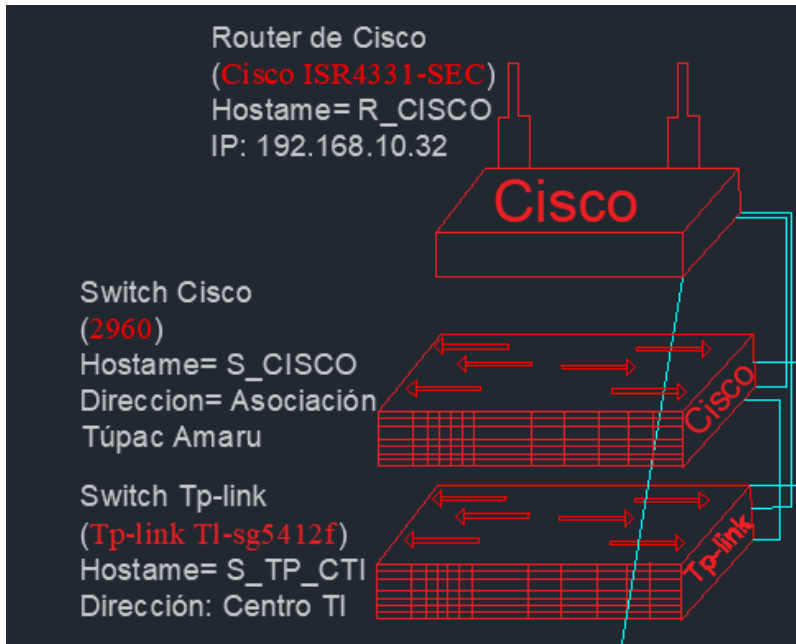 Router de Cisco
(Cisco ISR4331-SEC)
Hostame= R_CISCO
IP: 192.168.10.32
Cisco
Switch Cisco
(2960)
Hostame= S_CISCO
Direccion= Asociación
Túpac Amaru
Cisco
Switch Tp-link
(Tp-link Tl-sg5412f)
Hostame= S_TP_CTI
Dirección: Centro TI
Tp-link